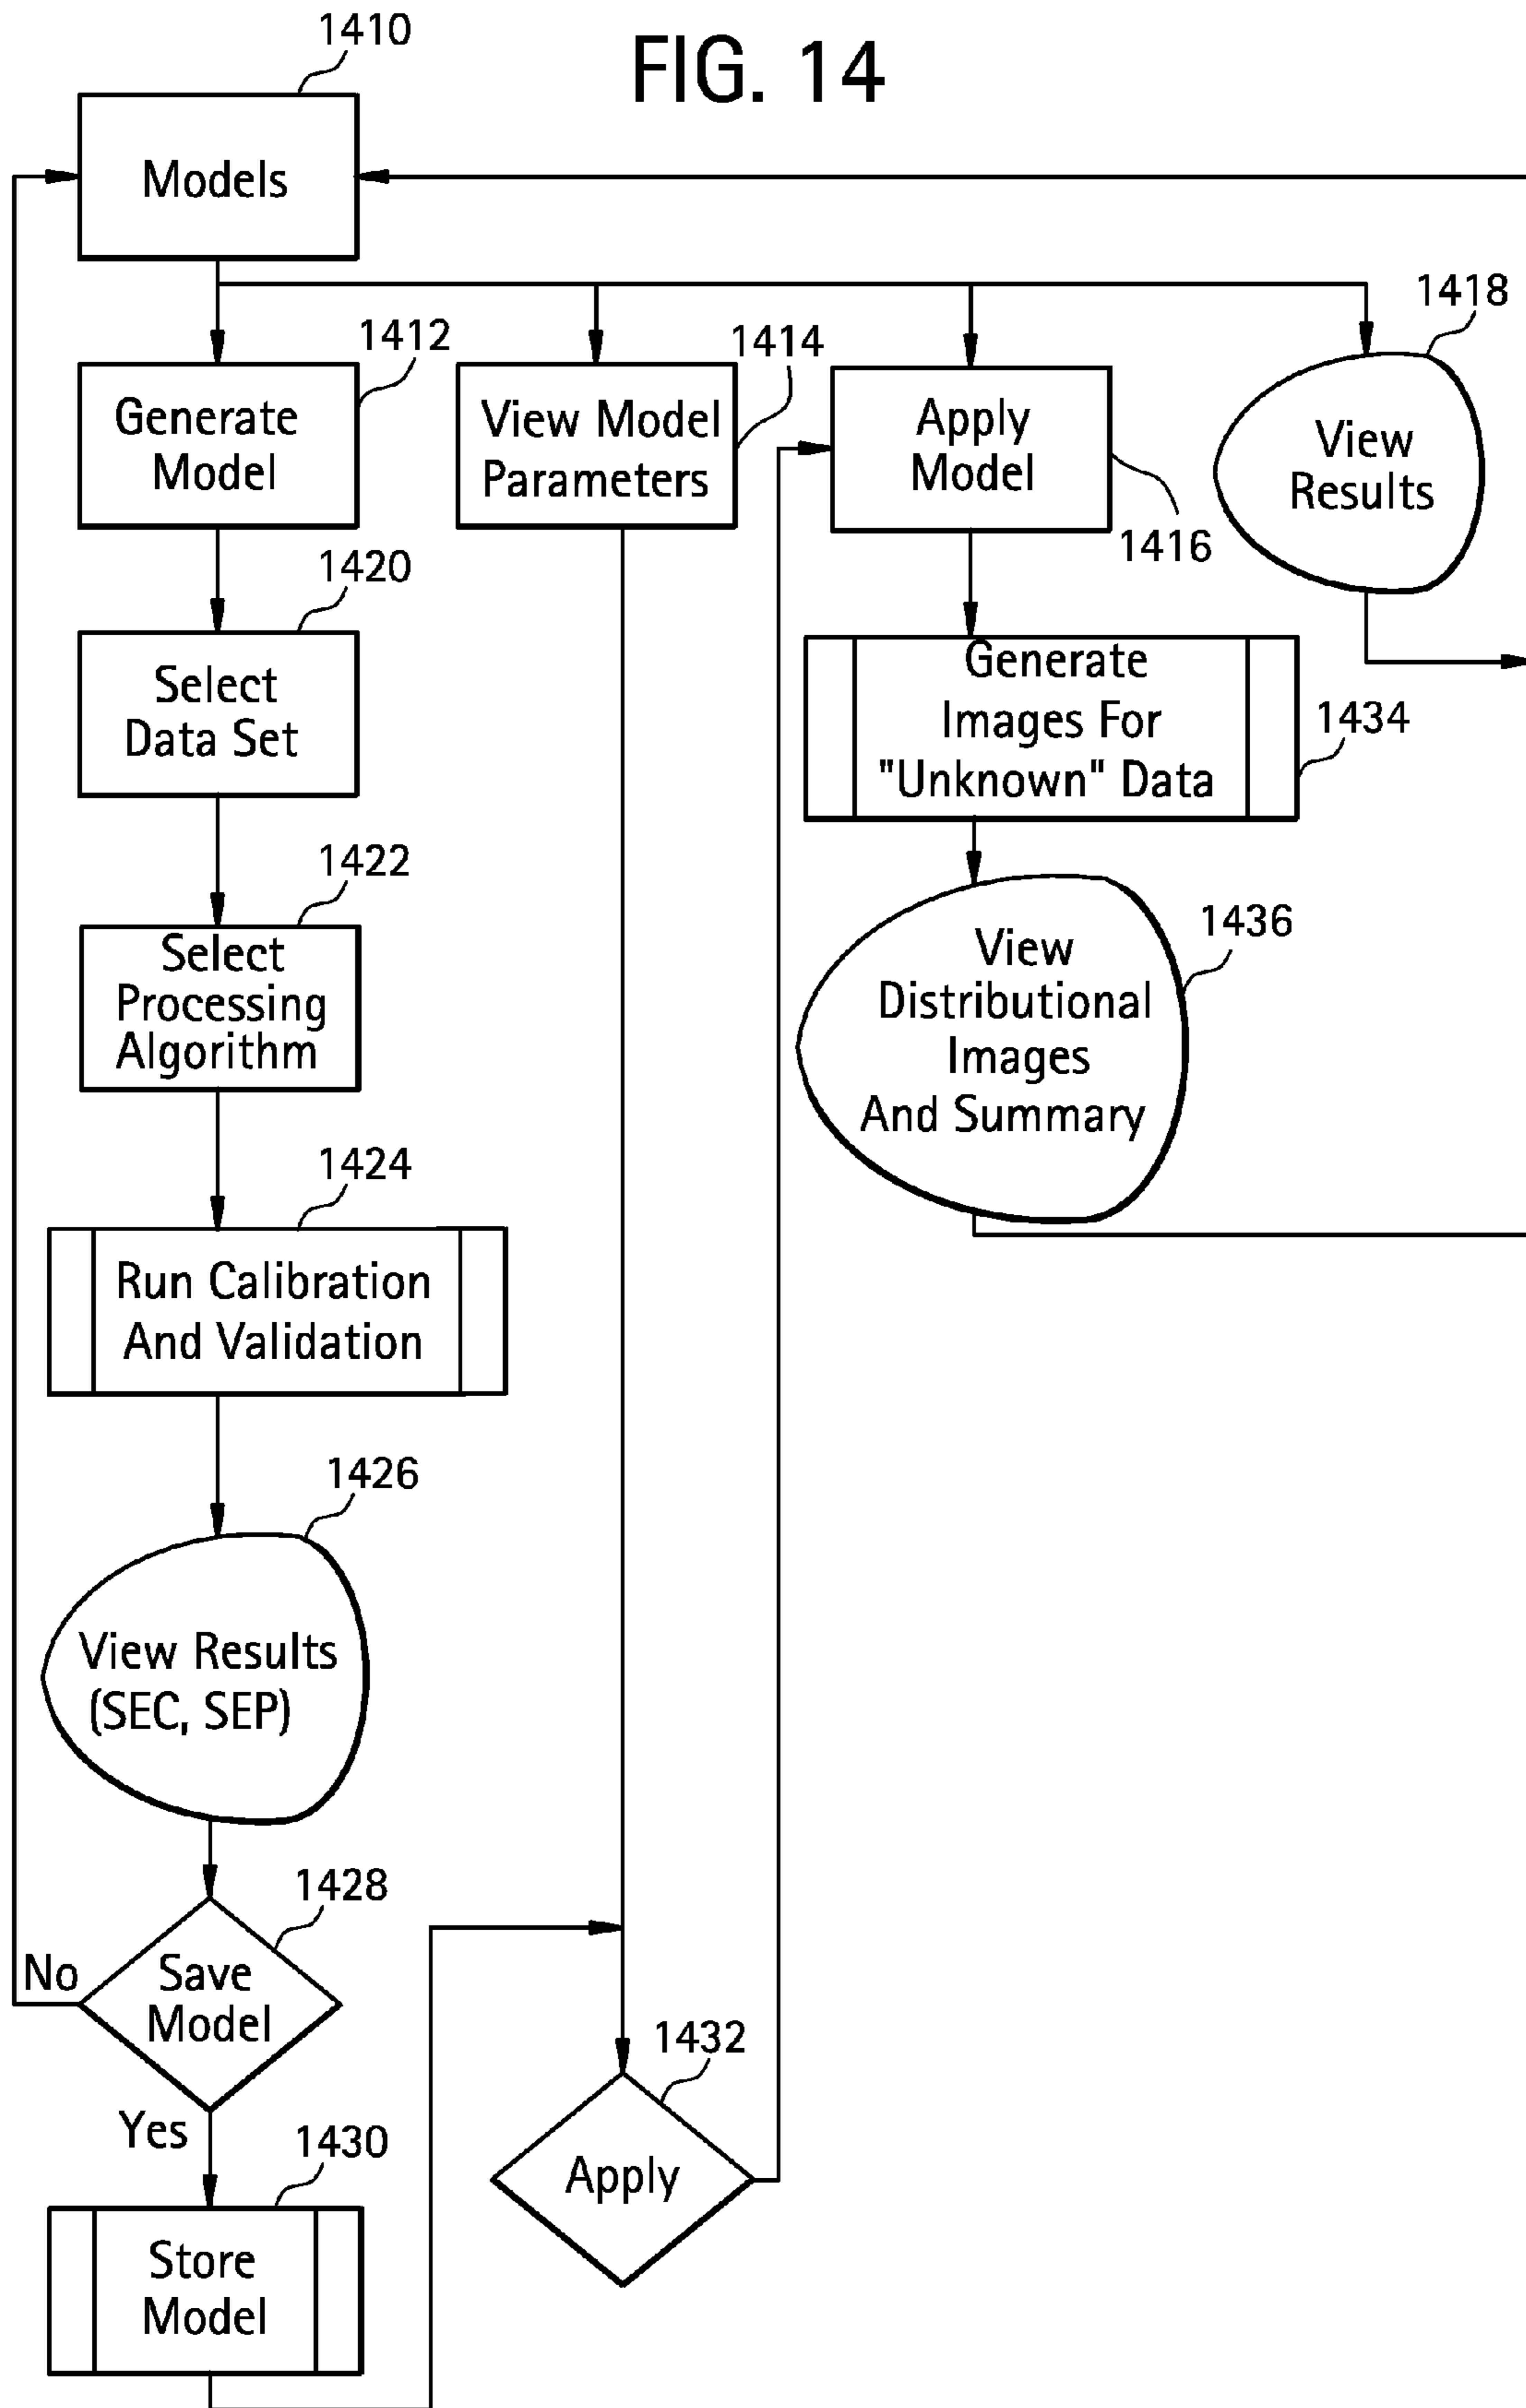 FIG. 14
1410
Models
1412
Generate
Model
1414
View Model
Parameters
Apply
Model
1416
1418
View
Results
1420
Select
Data Set
Generate
Images For
"Unknown" Data
1434
1422
Select
Processing
Algorithm
View
Distributional
Images
And Summary
1436
1424
Run Calibration
And Validation
1426
View Results
(SEC, SEP)
1428
Save
Model
No
Yes
1430
Store
Model
1432
Apply